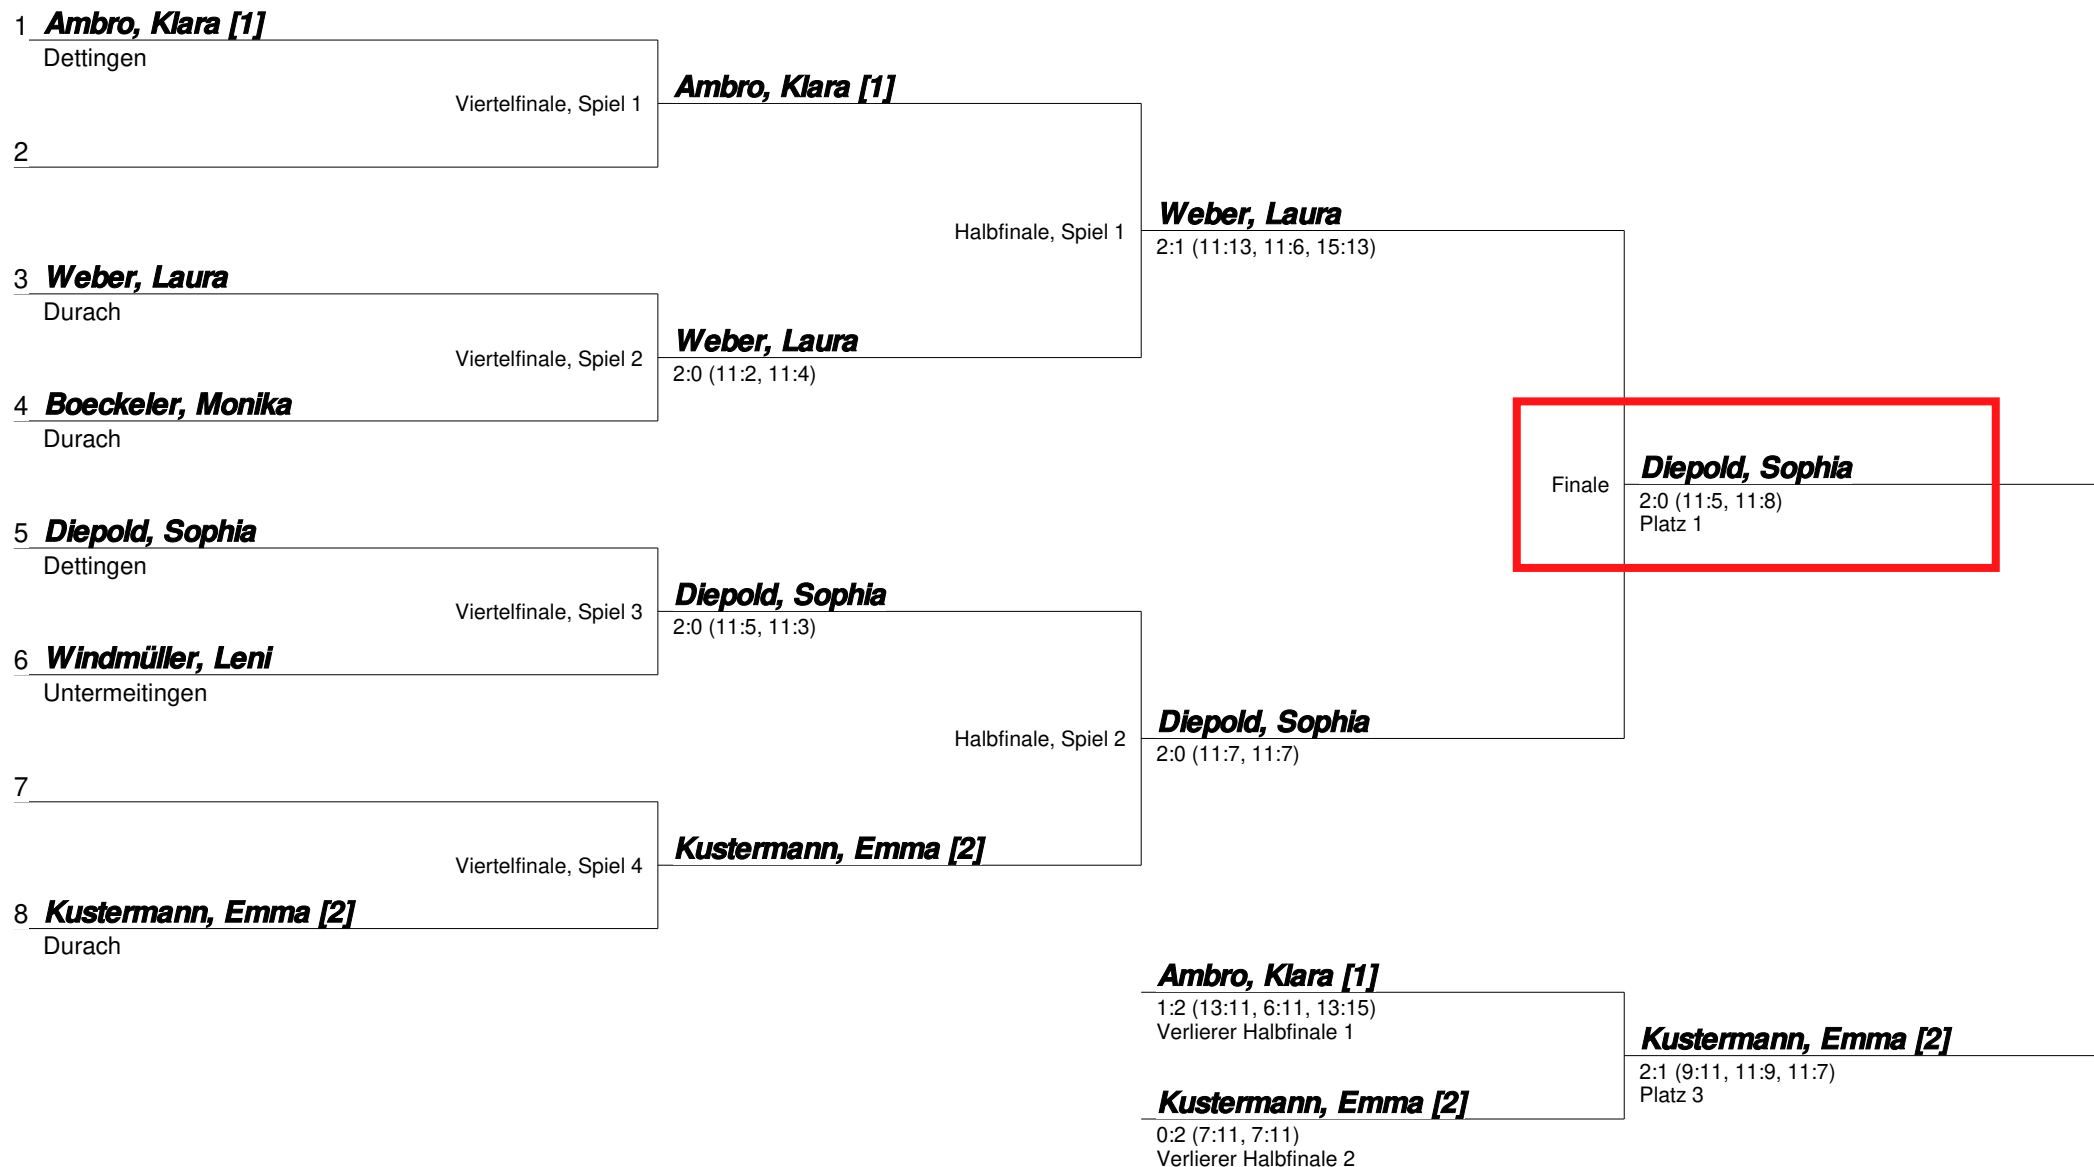 1 Ambro, Klara [1]
Dettingen
Viertelfinale, Spiel 1
Ambro, Klara [1]
2
Halbfinale, Spiel 1
Weber, Laura
2:1 (11:13, 11:6, 15:13)
3 Weber, Laura
Durach
Viertelfinale, Spiel 2
Weber, Laura
2:0 (11:2, 11:4)
4 Boeckeler, Monika
Durach
Finale
Diepold, Sophia
2:0 (11:5, 11:8)
Platz 1
5 Diepold, Sophia
Dettingen
Viertelfinale, Spiel 3
Diepold, Sophia
2:0 (11:5, 11:3)
6 Windmüller, Leni
Untermeitingen
Halbfinale, Spiel 2
Diepold, Sophia
2:0 (11:7, 11:7)
7
Viertelfinale, Spiel 4
Kustermann, Emma [2]
8 Kustermann, Emma [2]
Durach
Ambro, Klara [1]
1:2 (13:11, 6:11, 13:15)
Verlierer Halbfinale 1
Kustermann, Emma [2]
2:1 (9:11, 11:9, 11:7)
Platz 3
Kustermann, Emma [2]
0:2 (7:11, 7:11)
Verlierer Halbfinale 2